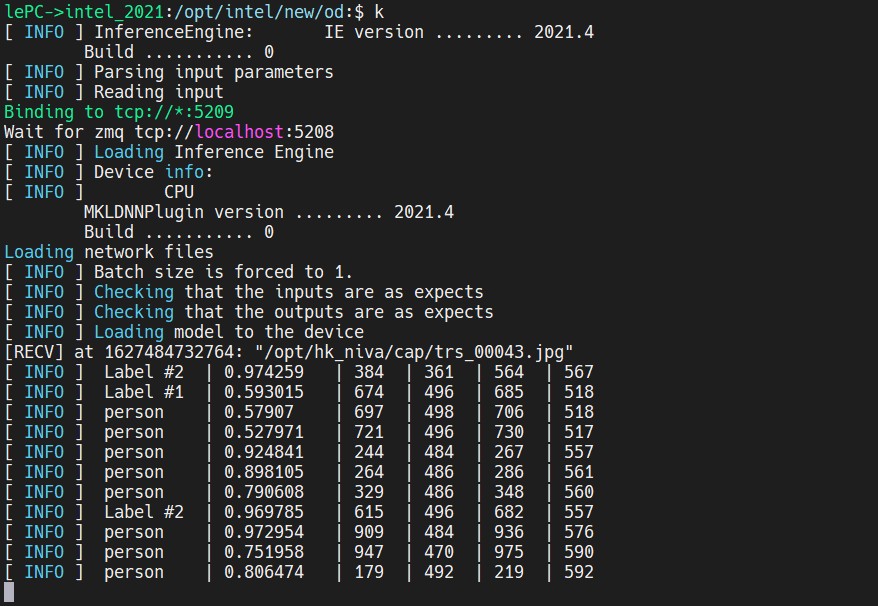 lePC->intel_2021:/opt/intel/new/od:$ k
[ INFO ] InferenceEngine:       IE version ......... 2021.4
        Build ........... 0
[ INFO ] Parsing input parameters
[ INFO ] Reading input
Binding to tcp://*:5209
Wait for zmq tcp://localhost:5208
[ INFO ] Loading Inference Engine
[ INFO ] Device info:
[ INFO ]        CPU
        MKLDNNPlugin version ......... 2021.4
        Build ........... 0
Loading network files
[ INFO ] Batch size is forced to 1.
[ INFO ] Checking that the inputs are as expects
[ INFO ] Checking that the outputs are as expects
[ INFO ] Loading model to the device
[RECV] at 1627484732764: "/opt/hk_niva/cap/trs_00043.jpg"
[ INFO ]  Label #2  | 0.974259   | 384  | 361  | 564  | 567
[ INFO ]  Label #1  | 0.593015   | 674  | 496  | 685  | 518
[ INFO ]  person    | 0.57907    | 697  | 498  | 706  | 518
[ INFO ]  person    | 0.527971   | 721  | 496  | 730  | 517
[ INFO ]  person    | 0.924841   | 244  | 484  | 267  | 557
[ INFO ]  person    | 0.898105   | 264  | 486  | 286  | 561
[ INFO ]  person    | 0.790608   | 329  | 486  | 348  | 560
[ INFO ]  Label #2  | 0.969785   | 615  | 496  | 682  | 557
[ INFO ]  person    | 0.972954   | 909  | 484  | 936  | 576
[ INFO ]  person    | 0.751958   | 947  | 470  | 975  | 590
[ INFO ]  person    | 0.806474   | 179  | 492  | 219  | 592